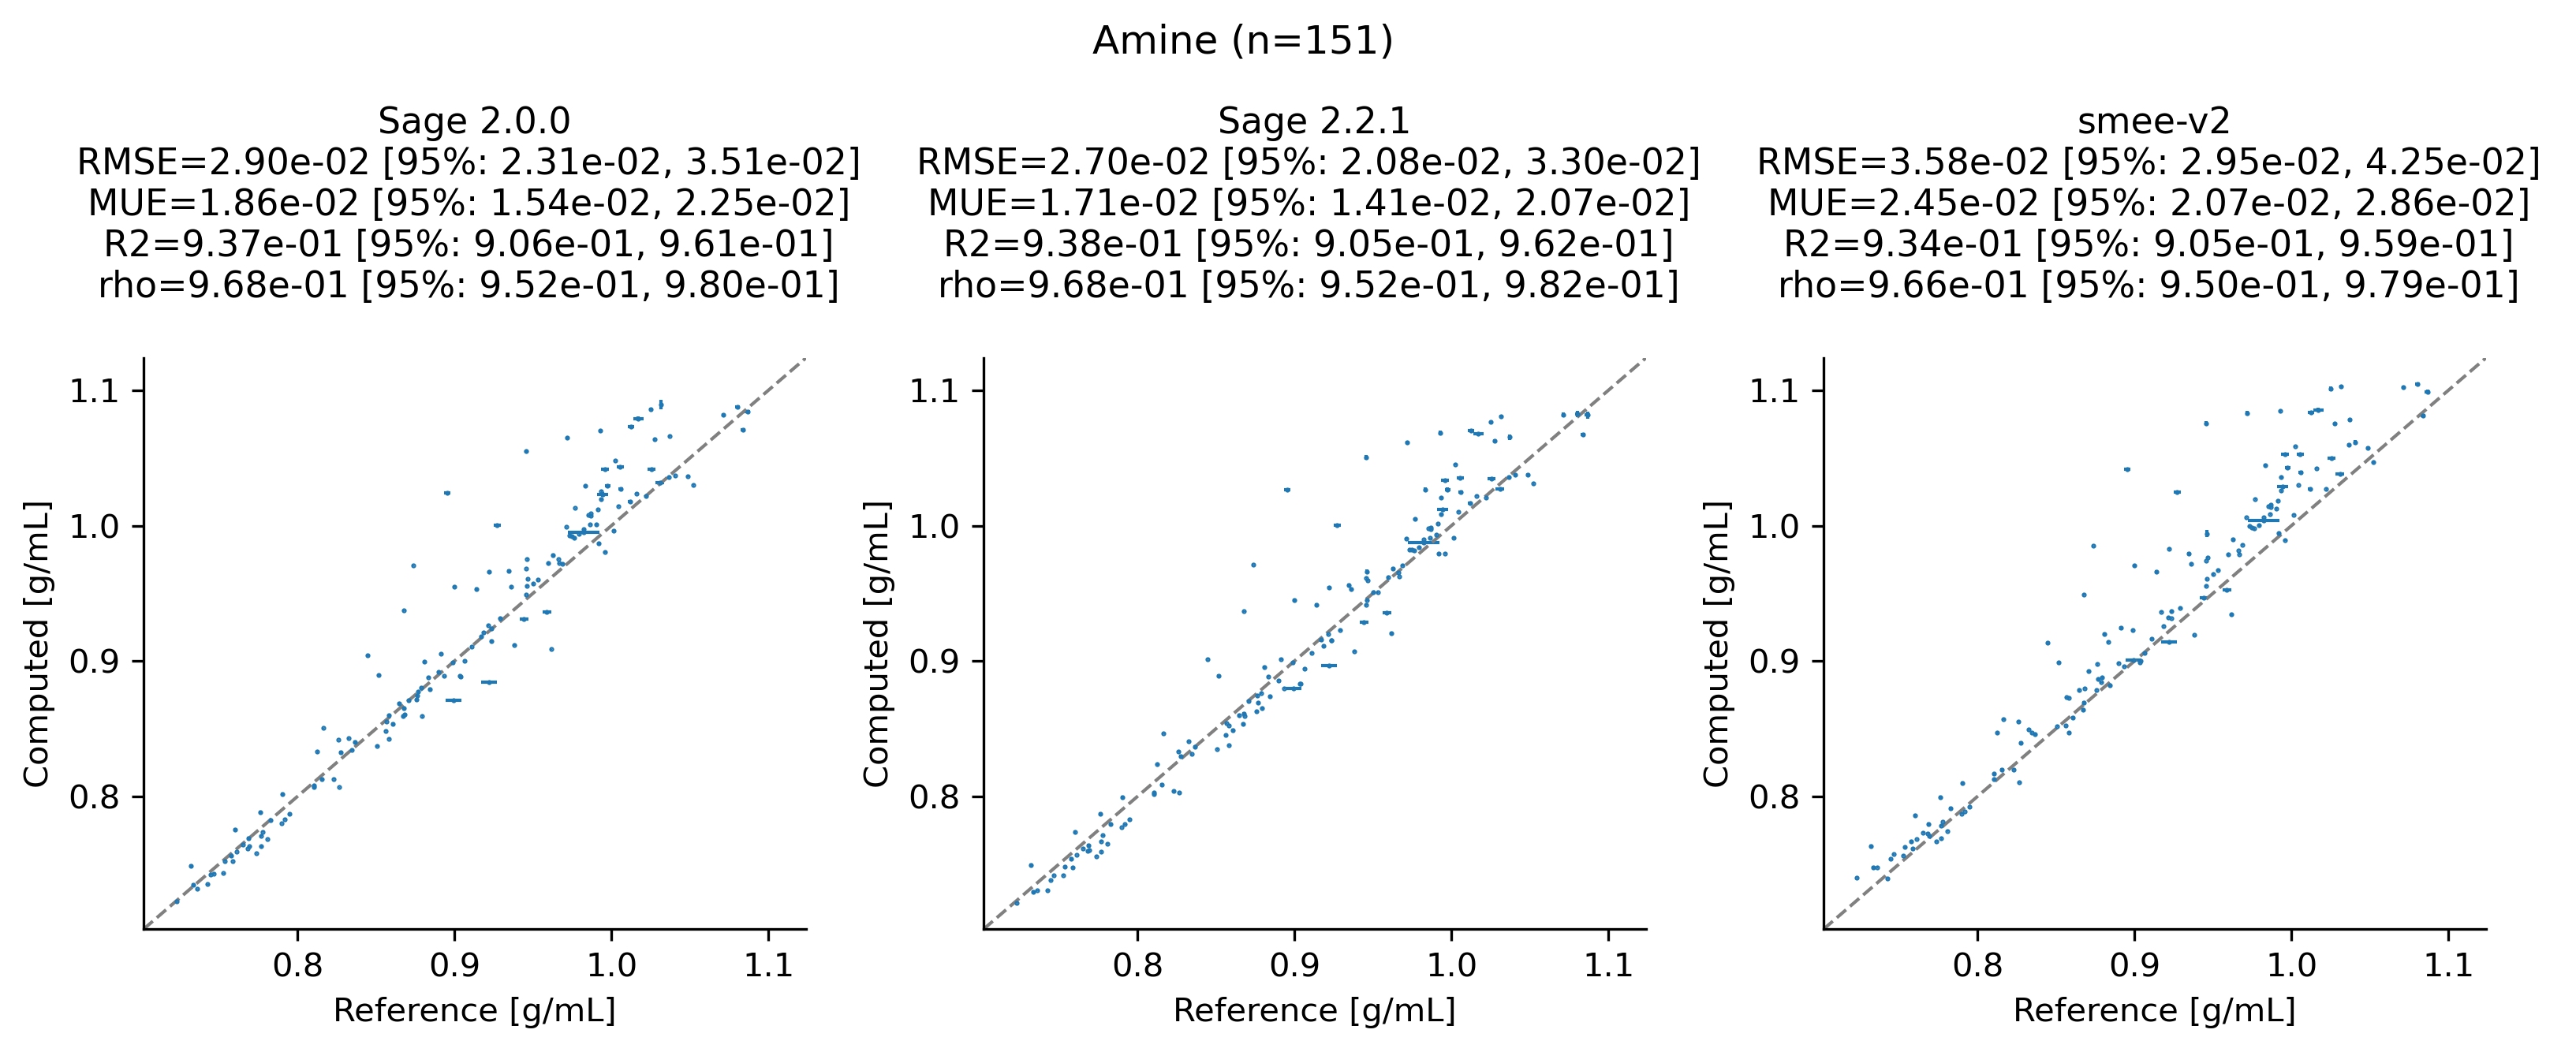 Amine (n=151)
Sage 2.0.0
RMSE=2.90e-02 [95%: 2.31e-02, 3.51e-02]
MUE=1.86e-02 [95%: 1.54e-02, 2.25e-02]
R2=9.37e-01 [95%: 9.06e-01, 9.61e-01]
rho=9.68e-01 [95%: 9.52e-01, 9.80e-01]
1.1
1.0
0.9
0.8
Computed [g/mL]
0.8 0.9 1.0 1.1
Reference [g/mL]
Sage 2.2.1
RMSE=2.70e-02 [95%: 2.08e-02, 3.30e-02]
MUE=1.71e-02 [95%: 1.41e-02, 2.07e-02]
R2=9.38e-01 [95%: 9.05e-01, 9.62e-01]
rho=9.68e-01 [95%: 9.52e-01, 9.82e-01]
1.1
1.0
0.9
0.8
Computed [g/mL]
0.8 0.9 1.0 1.1
Reference [g/mL]
smee-v2
RMSE=3.58e-02 [95%: 2.95e-02, 4.25e-02]
MUE=2.45e-02 [95%: 2.07e-02, 2.86e-02]
R2=9.34e-01 [95%: 9.05e-01, 9.59e-01]
rho=9.66e-01 [95%: 9.50e-01, 9.79e-01]
1.1
1.0
0.9
0.8
Computed [g/mL]
0.8 0.9 1.0 1.1
Reference [g/mL]